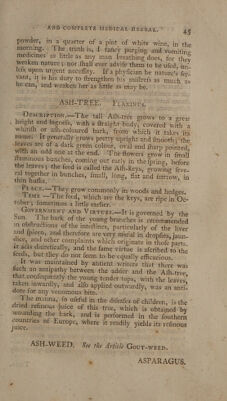 AND COMPLETE MEDICAL HERBAL. 45
powder, in a quarter of a pint of white wine, in the
morning. The truth is, I fancy purging and vomiting
medicines as little as any man breathing does, for they
weaken nature; nor shall ever advise them to be used, un-
less upon urgent necessity. If a physician be nature's ser-
vant, it is his duty to strengthen his mistress as much as
he can, and weaken her as little as may be.
ASH-TREE. FRAXINUS.
DESCRIPTION.—The tall Ash-tree grows to a great
height and bigness, with a straight body, covered with a
whitish or ash-coloured bark, from which it takes its
name. It generally grows pretty upright and smooth; the
leaves are of a dark green colour, oval and sharp pointed,
with an odd one at the end. The flowers grow in small
stamineous bunches, coming out early in the spring, before
the leaves; the seed is called the Ash-keys, growing seve-
ral together in bunches, small, long, flat and narrow, in
thin husks.
PLACE.—They grow commonly in woods and hedges.
TIME.—The seed, which are the keys, are ripe in Oc-
tober; sometimes a little earlier.
GOVERNMENT AND VIRTUES.—It is governed by the
Sun. The bark of the young branches is recommended
in obstructions of the intestines, particularly of the liver
and spleen, and therefore are very useful in dropsies, jaun-
dice, and other complaints which originate in those parts.
It acts diuretically, and the same virtue is ascribed to the
seeds, but they do not seem to be equally efficacious.
It was maintained by antient writers that there was
such an antipathy between the adder and the Ash-tree,
that consequently the young tender tops, with the leaves,
taken inwardly, and also applied outwardly, was an anti-
dote for any venomous bite.
The manna, so useful in the diseases of children, is the
dried resinous juice of this tree, which is obtained by
wounding the bark, and is performed in the southern
countries of Europe, where it readily yields its resinous
juice.
ASH-WEED. See the Article GOUT-WEED.
ASPARAGUS.